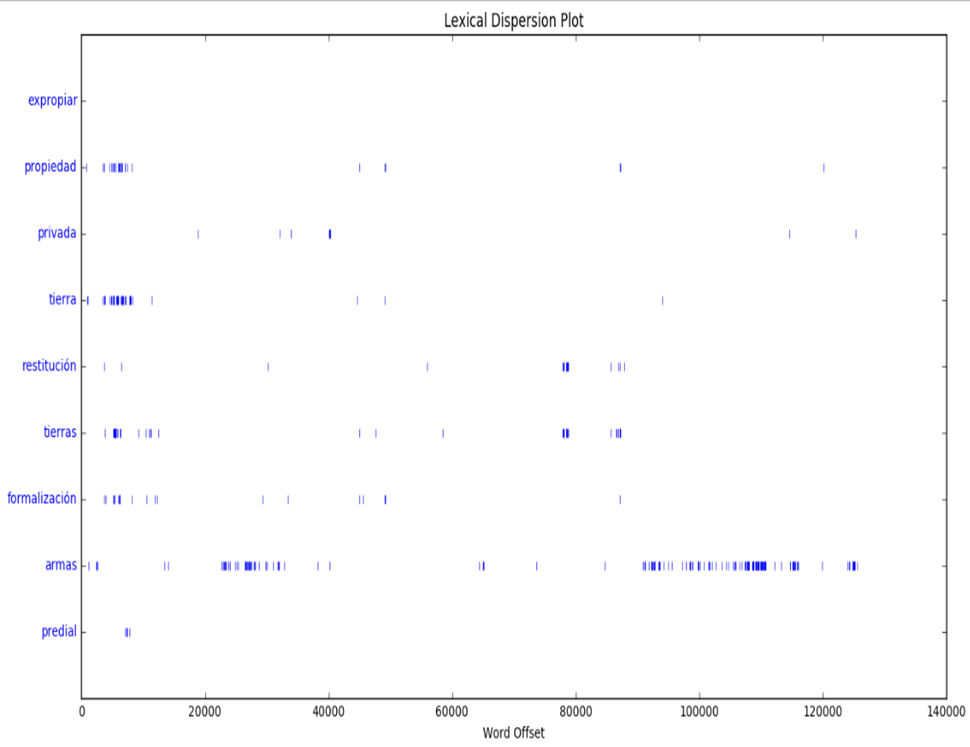 Lexical Dispersion Plot
expropiar
propiedad
privada
tierra
restitución
tierras
formalización
armas
predial
0 20000 40000 60000 80000 100000 120000 140000
Word Offset